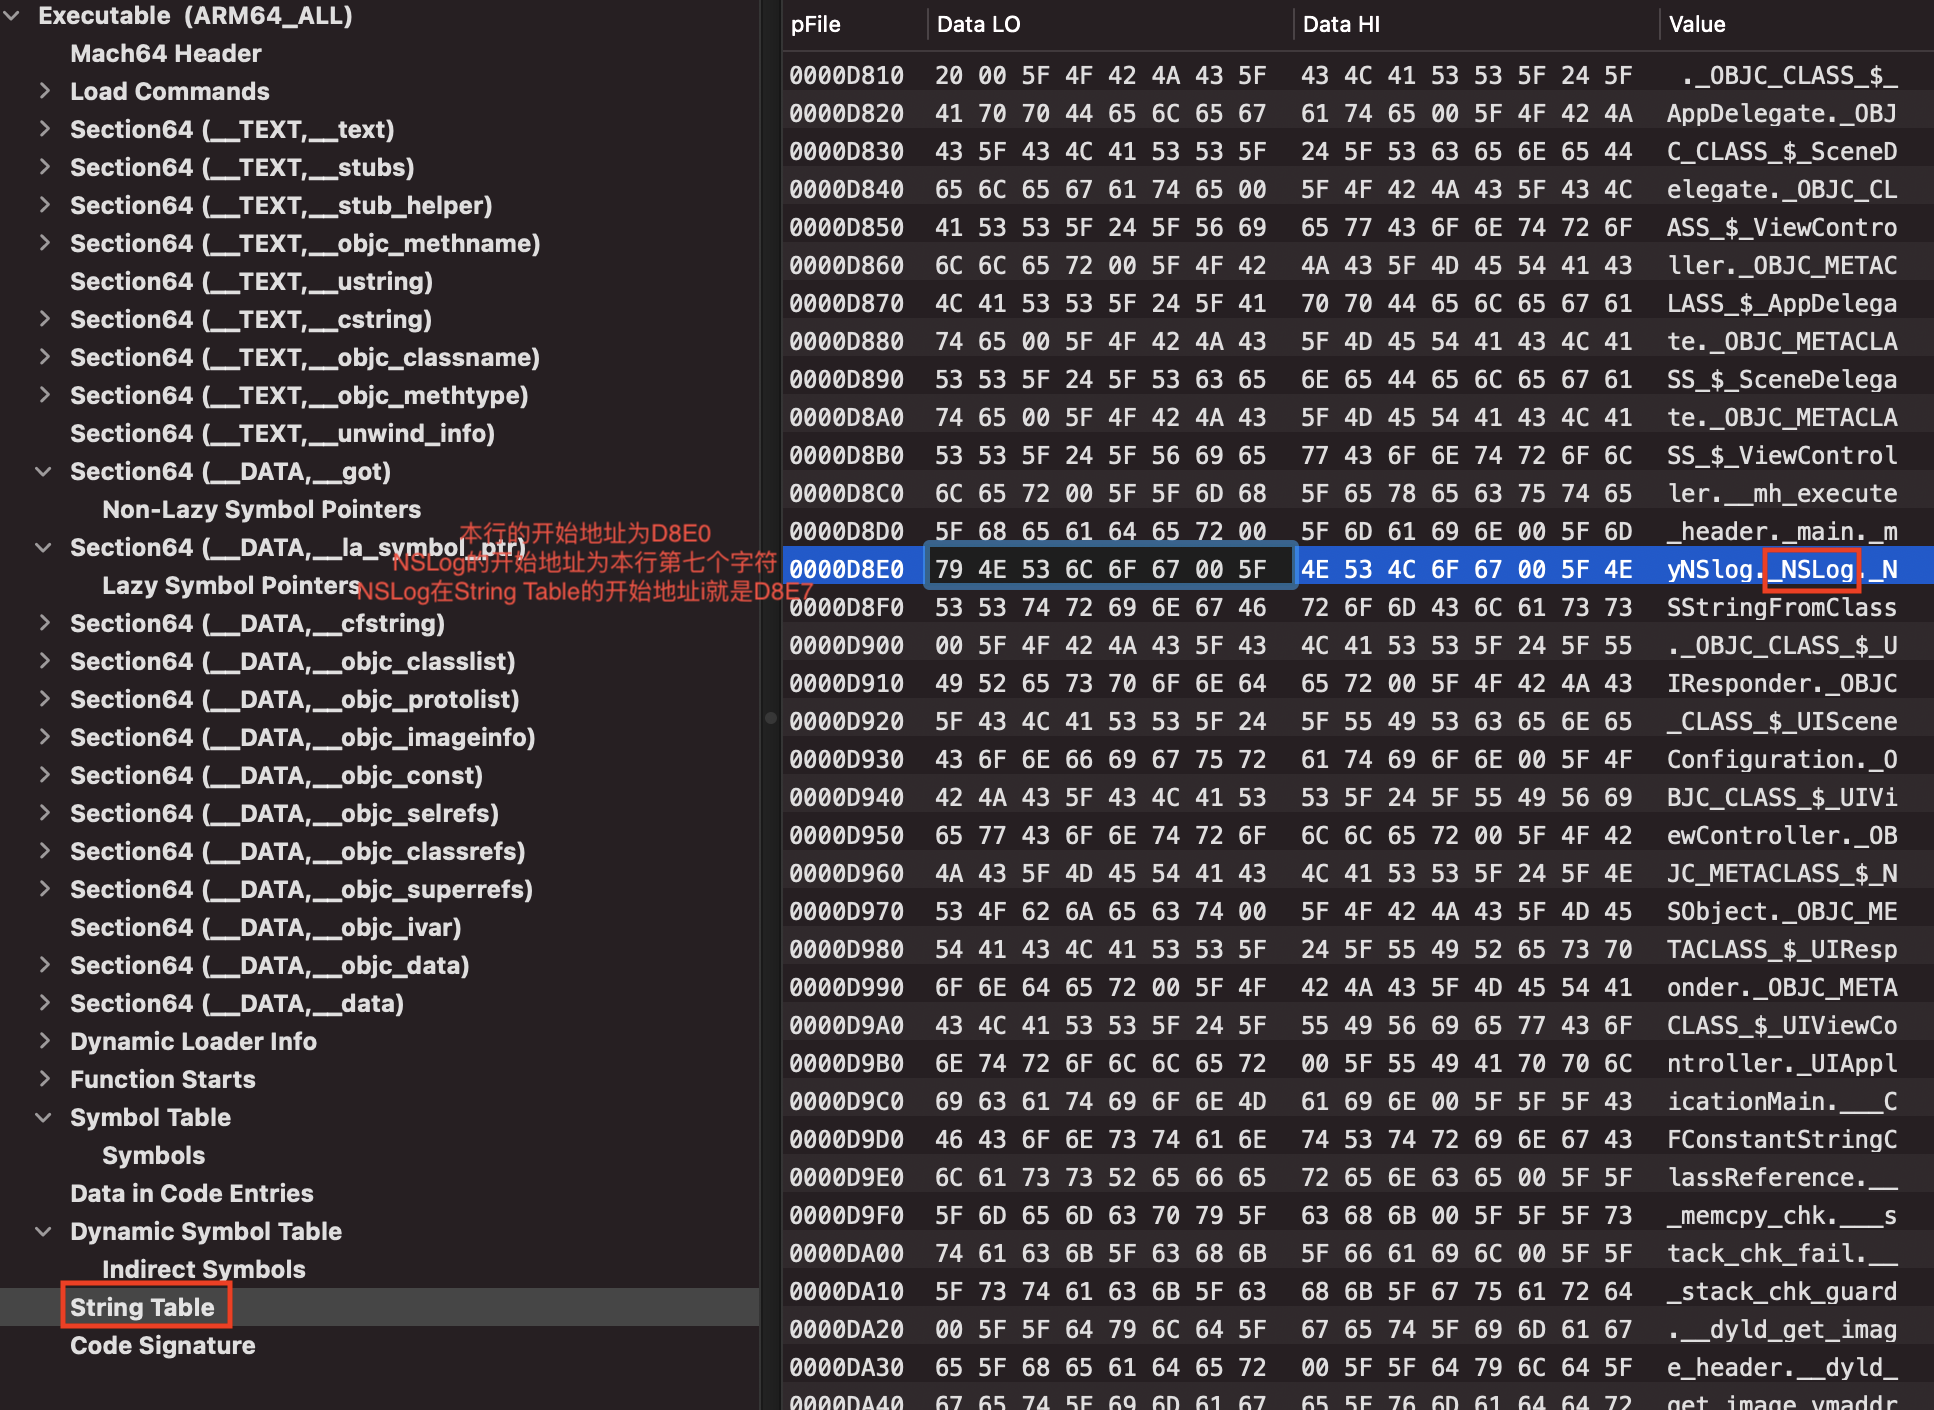 Executable (ARM64_ALL)
Mach64 Header
Load Commands
Section64 (__TEXT,__text)
Section64 (__TEXT,__stubs)
Section64 (__TEXT,__stub_helper)
Section64 (__TEXT,__objc_methname)
Section64 (__TEXT,__ustring)
Section64 (__TEXT,__cstring)
Section64 (__TEXT,__objc_classname)
Section64 (__TEXT,__objc_methtype)
Section64 (__TEXT,__unwind_info)
Section64 (__DATA,__got)
Non-Lazy Symbol Pointers
Section64 (__DATA,__la_symbol_ptr)
Lazy Symbol Pointers
Section64 (__DATA,__cfstring)
Section64 (__DATA,__objc_classlist)
Section64 (__DATA,__objc_protolist)
Section64 (__DATA,__objc_imageinfo)
Section64 (__DATA,__objc_const)
Section64 (__DATA,__objc_selrefs)
Section64 (__DATA,__objc_classrefs)
Section64 (__DATA,__objc_superrefs)
Section64 (__DATA,__objc_ivar)
Section64 (__DATA,__objc_data)
Section64 (__DATA,__data)
Dynamic Loader Info
Function Starts
Symbol Table
Symbols
Data in Code Entries
Dynamic Symbol Table
Indirect Symbols
String Table
Code Signature
本行的开始地址为D8E0
NSLog的开始地址为本行第七个字符
NSLog在String Table的开始地址i就是D8E7
pFile Data LO Data HI Value
0000D810 20 00 5F 4F 42 4A 43 5F 43 4C 41 53 53 5F 24 5F ._OBJC_CLASS_$_
0000D820 41 70 70 44 65 6C 65 67 61 74 65 00 5F 4F 42 4A AppDelegate._OBJ
0000D830 43 5F 43 4C 41 53 53 5F 24 5F 53 63 65 6E 65 44 C_CLASS_$_SceneD
0000D840 65 6C 65 67 61 74 65 00 5F 4F 42 4A 43 5F 43 4C elegate._OBJC_CL
0000D850 41 53 53 5F 24 5F 56 69 65 77 43 6F 6E 74 72 6F ASS_$_ViewContro
0000D860 6C 6C 65 72 00 5F 4F 42 4A 43 5F 4D 45 54 41 43 ller._OBJC_METAC
0000D870 4C 41 53 53 5F 24 5F 41 70 70 44 65 6C 65 67 61 LASS_$_AppDelega
0000D880 74 65 00 5F 4F 42 4A 43 5F 4D 45 54 41 43 4C 41 te._OBJC_METACLA
0000D890 53 53 5F 24 5F 53 63 65 6E 65 44 65 6C 65 67 61 SS_$_SceneDelega
0000D8A0 74 65 00 5F 4F 42 4A 43 5F 4D 45 54 41 43 4C 41 te._OBJC_METACLA
0000D8B0 53 53 5F 24 5F 56 69 65 77 43 6F 6E 74 72 6F 6C SS_$_ViewControl
0000D8C0 6C 65 72 00 5F 5F 6D 68 5F 65 78 65 63 75 74 65 ler.__mh_execute
0000D8D0 5F 68 65 61 64 65 72 00 5F 6D 61 69 6E 00 5F 6D _header._main._m
0000D8E0 79 4E 53 6C 6F 67 00 5F 4E 53 4C 6F 67 00 5F 4E yNSlog._NSLog._N
0000D8F0 53 53 74 72 69 6E 67 46 72 6F 6D 43 6C 61 73 73 SStringFromClass
0000D900 00 5F 4F 42 4A 43 5F 43 4C 41 53 53 5F 24 5F 55 ._OBJC_CLASS_$_U
0000D910 49 52 65 73 70 6F 6E 64 65 72 00 5F 4F 42 4A 43 IResponder._OBJC
0000D920 5F 43 4C 41 53 53 5F 24 5F 55 49 53 63 65 6E 65 _CLASS_$_UIScene
0000D930 43 6F 6E 66 69 67 75 72 61 74 69 6F 6E 00 5F 4F Configuration._O
0000D940 42 4A 43 5F 43 4C 41 53 53 5F 24 5F 55 49 56 69 BJC_CLASS_$_UIVi
0000D950 65 77 43 6F 6E 74 72 6F 6C 6C 65 72 00 5F 4F 42 ewController._OB
0000D960 4A 43 5F 4D 45 54 41 43 4C 41 53 53 5F 24 5F 4E JC_METACLASS_$_N
0000D970 53 4F 62 6A 65 63 74 00 5F 4F 42 4A 43 5F 4D 45 SObject._OBJC_ME
0000D980 54 41 43 4C 41 53 53 5F 24 5F 55 49 52 65 73 70 TACLASS_$_UIResp
0000D990 6F 6E 64 65 72 00 5F 4F 42 4A 43 5F 4D 45 54 41 onder._OBJC_META
0000D9A0 43 4C 41 53 53 5F 24 5F 55 49 56 69 65 77 43 6F CLASS_$_UIViewCo
0000D9B0 6E 74 72 6F 6C 6C 65 72 00 5F 55 49 41 70 70 6C ntroller._UIAppl
0000D9C0 69 63 61 74 69 6F 6E 4D 61 69 6E 00 5F 5F 5F 43 icationMain.___C
0000D9D0 46 43 6F 6E 73 74 61 6E 74 53 74 72 69 6E 67 43 FConstantStringC
0000D9E0 6C 61 73 73 52 65 66 65 72 65 6E 63 65 00 5F 5F lassReference.__
0000D9F0 5F 6D 65 6D 63 70 79 5F 63 68 6B 00 5F 5F 5F 73 _memcpy_chk.___s
0000DA00 74 61 63 6B 5F 63 68 6B 5F 66 61 69 6C 00 5F 5F tack_chk_fail.__
0000DA10 5F 73 74 61 63 6B 5F 63 68 6B 5F 67 75 61 72 64 _stack_chk_guard
0000DA20 00 5F 5F 64 79 6C 64 5F 67 65 74 5F 69 6D 61 67 .__dyld_get_imag
0000DA30 65 5F 68 65 61 64 65 72 00 5F 5F 64 79 6C 64 5F e_header.__dyld_
0000DA40 67 65 74 5F 69 6D 61 67 65 5F 76 6D 61 64 64 72 get_image_vmaddr